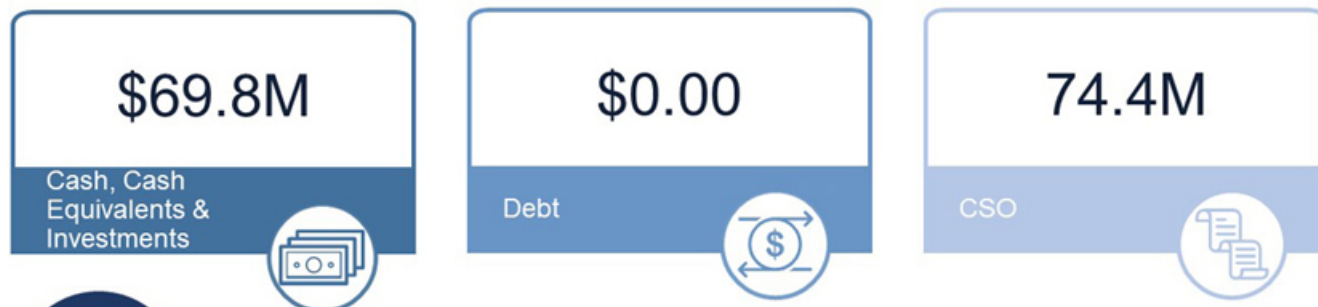 $69.8M
Cash, Cash
Equivalents &
Investments
$0.00
Debt
$
74.4M
CSO